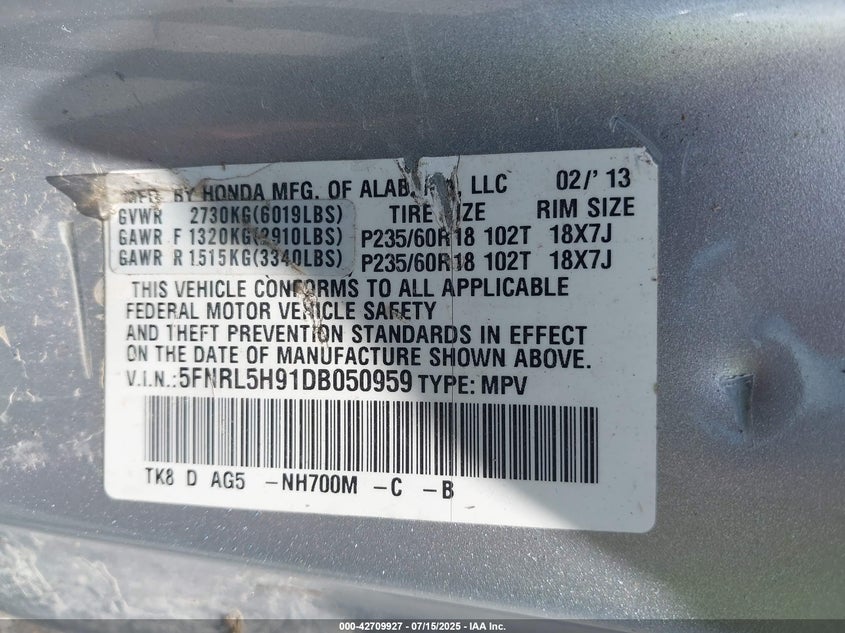 MFD. BY HONDA MFG. OF ALAB. , LLC 02/'13
GVWR 2730KG(6019LBS) TIRE SIZE RIM SIZE
GAWR F 1320KG(2910LBS) P235/60R18 102T 18X7J
GAWR R 1515KG(3340LBS) P235/60R18 102T 18X7J
THIS VEHICLE CONFORMS TO ALL APPLICABLE
FEDERAL MOTOR VEHICLE SAFETY
AND THEFT PREVENTION STANDARDS IN EFFECT
ON THE DATE OF MANUFACTURE SHOWN ABOVE.
V.I.N.:5FNRL5H91DB050959 TYPE: MPV
TK8 D AG5 -NH700M -C -B
000-42709927 - 07/15/2025 - IAA Inc.